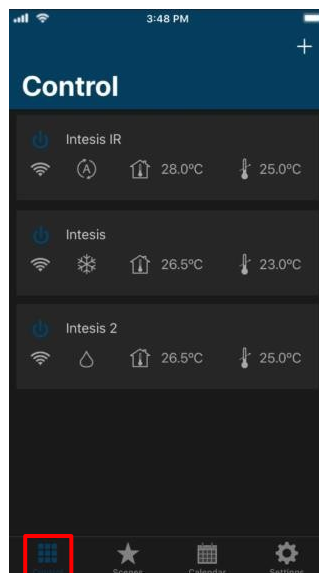 3:48 PM
+
Control
Intesis IR
A 28.0ºC 25.0ºC
Intesis
26.5ºC 23.0ºC
Intesis 2
26.5ºC 25.0ºC
Control Scenes Calendar Settings